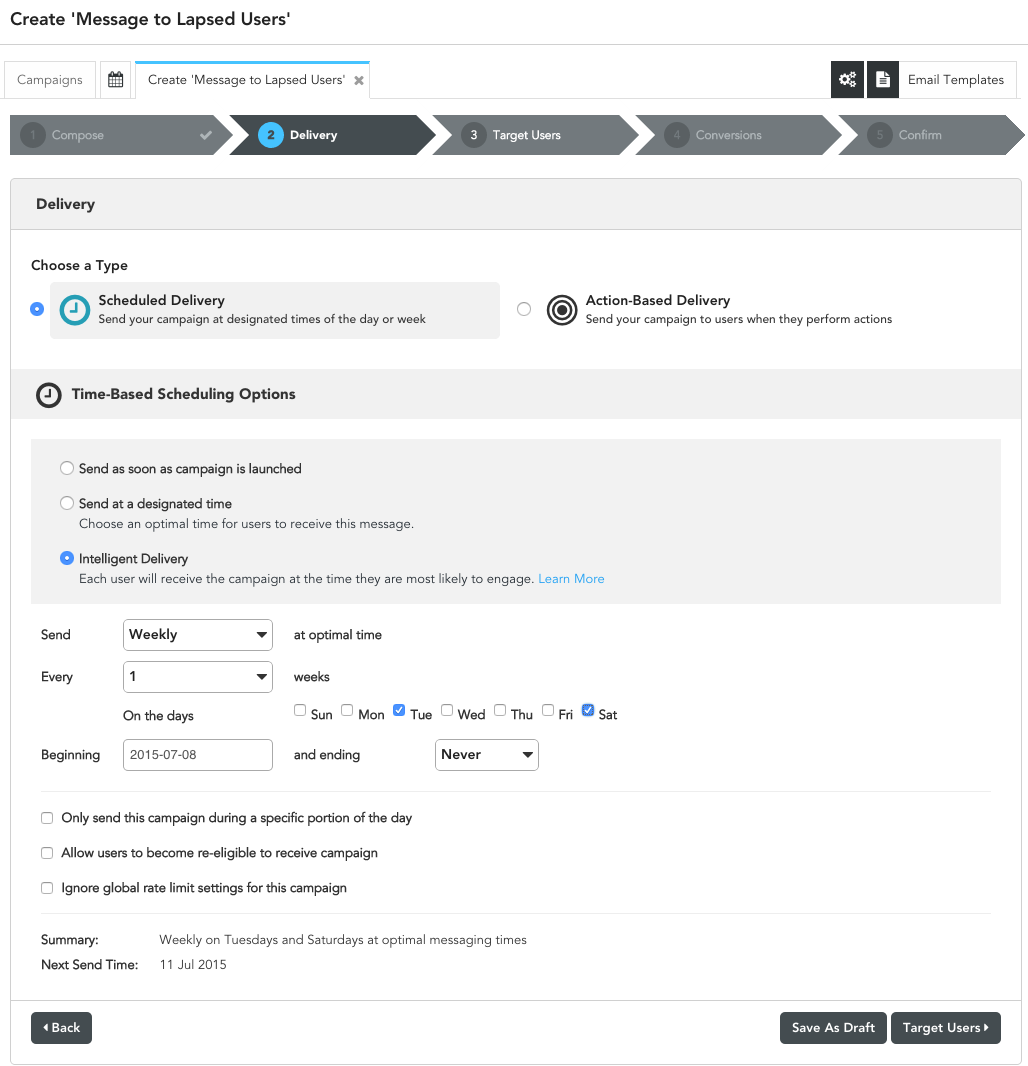 Create 'Message to Lapsed Users'
Campaigns
Create 'Message to Lapsed Users'
Email Templates
1 Compose
2 Delivery
3 Target Users
4 Conversions
5 Confirm
Delivery
Choose a Type
Scheduled Delivery
Send your campaign at designated times of the day or week
Action-Based Delivery
Send your campaign to users when they perform actions
Time-Based Scheduling Options
Send as soon as campaign is launched
Send at a designated time
Choose an optimal time for users to receive this message.
Intelligent Delivery
Each user will receive the campaign at the time they are most likely to engage. Learn More
Send Weekly at optimal time
Every 1 weeks
On the days Sun Mon Tue Wed Thu Fri Sat
Beginning 2015-07-08 and ending Never
Only send this campaign during a specific portion of the day
Allow users to become re-eligible to receive campaign
Ignore global rate limit settings for this campaign
Summary: Weekly on Tuesdays and Saturdays at optimal messaging times
Next Send Time: 11 Jul 2015
Back
Save As Draft
Target Users